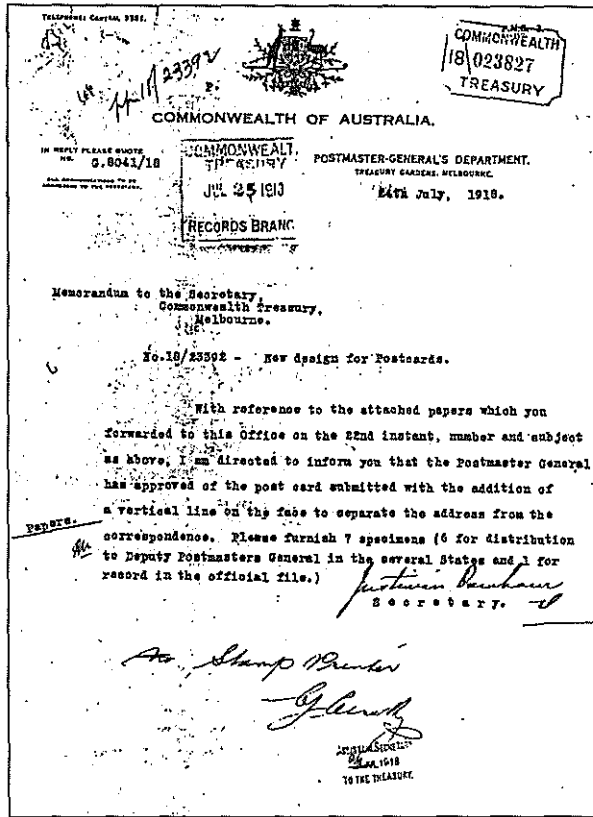 TELEPHONE: CENTRAL
COMMONWEALTH
18 023827
TREASURY
18/23392
COMMONWEALTH OF AUSTRALIA.
IN REPLY PLEASE QUOTE
NO. G.8041/18
COMMONWEALT.
TREASURY
JUL 25 1918
RECORDS BRANC
POSTMASTER-GENERAL'S DEPARTMENT.
TREASURY GARDENS, MELBOURNE.
24th July, 1918.
Memorandum to the Secretary,
Commonwealth Treasury,
Melbourne.
No.18/23392 - New design for Postcards.
With reference to the attached papers which you
forwarded to this Office on the 22nd instant, number and subject
as above, I am directed to inform you that the Postmaster General
has approved of the post card submitted with the addition of
a vertical line on the face to separate the address from the
Papers.
correspondence. Please furnish 7 specimens (6 for distribution
to Deputy Postmasters General in the several States and 1 for
record in the official file.)
Secretary.
Stamp Printer
1918
TO THE TREASURY.